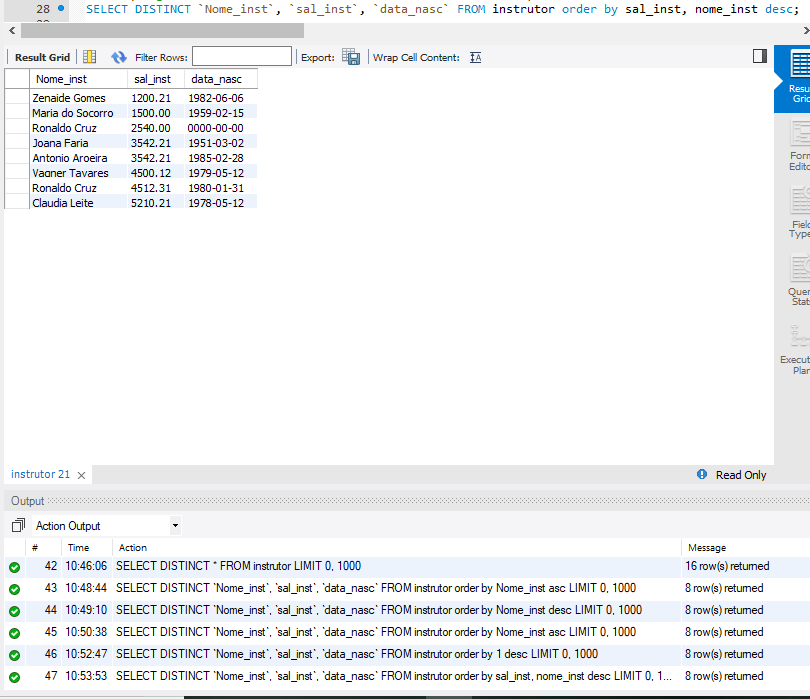 28 SELECT DISTINCT `Nome_inst`, `sal_inst`, `data_nasc` FROM instrutor order by sal_inst, nome_inst desc;
Result Grid Filter Rows: Export: Wrap Cell Content:
Nome_inst sal_inst data_nasc
Zenaide Gomes 1200.21 1982-06-06
Maria do Socorro 1500.00 1959-02-15
Ronaldo Cruz 2540.00 0000-00-00
Joana Faria 3542.21 1951-03-02
Antonio Aroeira 3542.21 1985-02-28
Vagner Tavares 4500.12 1979-05-12
Ronaldo Cruz 4512.31 1980-01-31
Claudia Leite 5210.21 1978-05-12
Resu
Grid
Form
Edito
Field
Type
Quer
Stat
Execut
Plan
instrutor 21 Read Only
Output
Action Output
# Time Action Message
42 10:46:06 SELECT DISTINCT * FROM instrutor LIMIT 0, 1000 16 row(s) returned
43 10:48:44 SELECT DISTINCT `Nome_inst`, `sal_inst`, `data_nasc` FROM instrutor order by Nome_inst asc LIMIT 0, 1000 8 row(s) returned
44 10:49:10 SELECT DISTINCT `Nome_inst`, `sal_inst`, `data_nasc` FROM instrutor order by Nome_inst desc LIMIT 0, 1000 8 row(s) returned
45 10:50:38 SELECT DISTINCT `Nome_inst`, `sal_inst`, `data_nasc` FROM instrutor order by Nome_inst asc LIMIT 0, 1000 8 row(s) returned
46 10:52:47 SELECT DISTINCT `Nome_inst`, `sal_inst`, `data_nasc` FROM instrutor order by 1 desc LIMIT 0, 1000 8 row(s) returned
47 10:53:53 SELECT DISTINCT `Nome_inst`, `sal_inst`, `data_nasc` FROM instrutor order by sal_inst, nome_inst desc LIMIT 0, 1... 8 row(s) returned